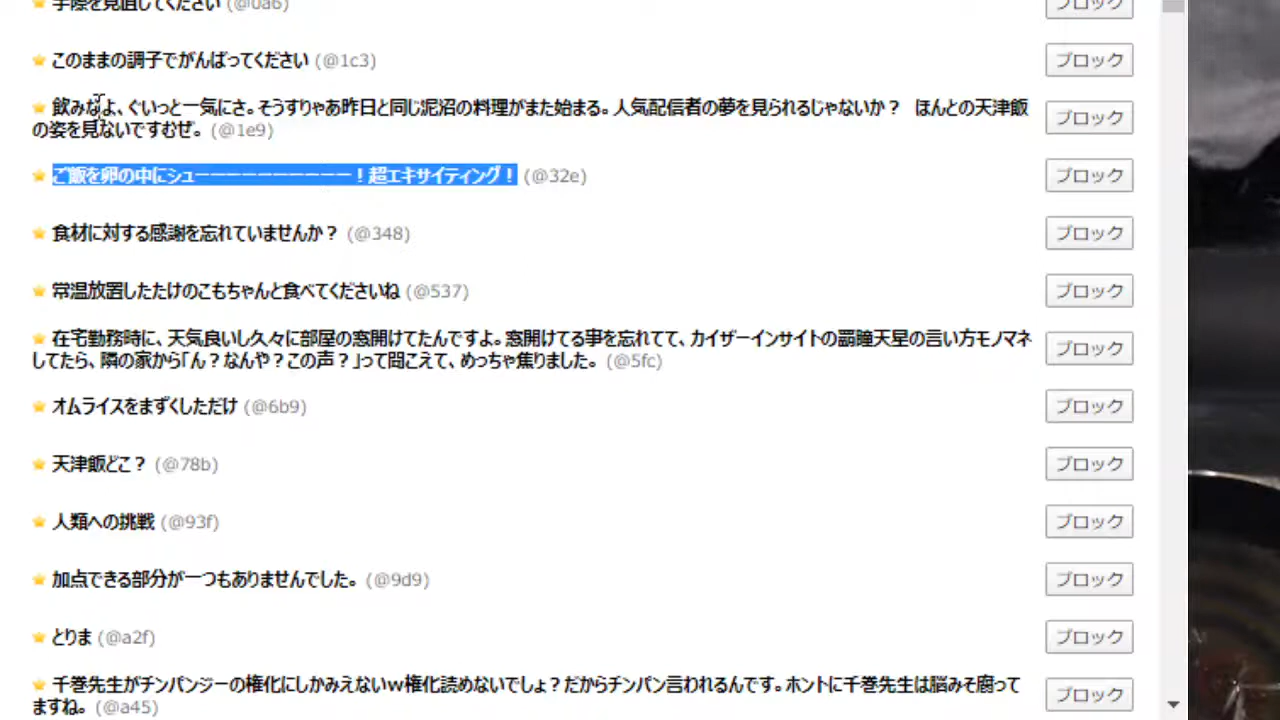 手際を見直してください (@0a6) ブロック
このままの調子でがんばってください (@1c3) ブロック
飲みなよ、ぐいっと一気にさ。そうすりゃあ昨日と同じ泥沼の料理がまた始まる。人気配信者の夢を見られるじゃないか？ ほんとの天津飯
の姿を見ないですむぜ。 (@1e9) ブロック
ご飯を卵の中にシューーーーーーーーーー！超エキサイティング！ (@32e) ブロック
食材に対する感謝を忘れていませんか？ (@348) ブロック
常温放置したたけのこもちゃんと食べてくださいね (@537) ブロック
在宅勤務時に、天気良いし久々に部屋の窓開けてたんですよ。窓開けてる事を忘れてて、カイザーインサイトの罫瞳天星の言い方モノマネ
してたら、隣の家から「ん？なんや？この声？」って聞こえて、めっちゃ焦りました。 (@5fc) ブロック
オムライスをまずくしただけ (@6b9) ブロック
天津飯どこ？ (@78b) ブロック
人類への挑戦 (@93f) ブロック
加点できる部分が一つもありませんでした。 (@9d9) ブロック
とりま (@a2f) ブロック
千巻先生がチンパンジーの権化にしかみえないｗ権化読めないでしょ？だからチンパン言われるんです。ホントに千巻先生は脳みそ腐って
ますね。 (@a45) ブロック